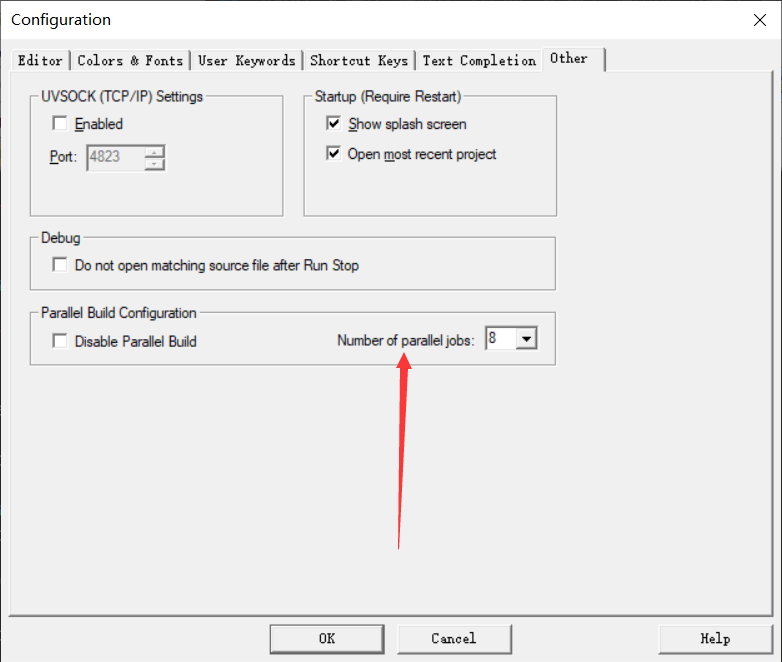 Configuration
Editor Colors & Fonts User Keywords Shortcut Keys Text Completion Other
UVSOCK (TCP/IP) Settings
Enabled
Port: 4823
Startup (Require Restart)
Show splash screen
Open most recent project
Debug
Do not open matching source file after Run Stop
Parallel Build Configuration
Disable Parallel Build Number of parallel jobs: 8
OK Cancel Help